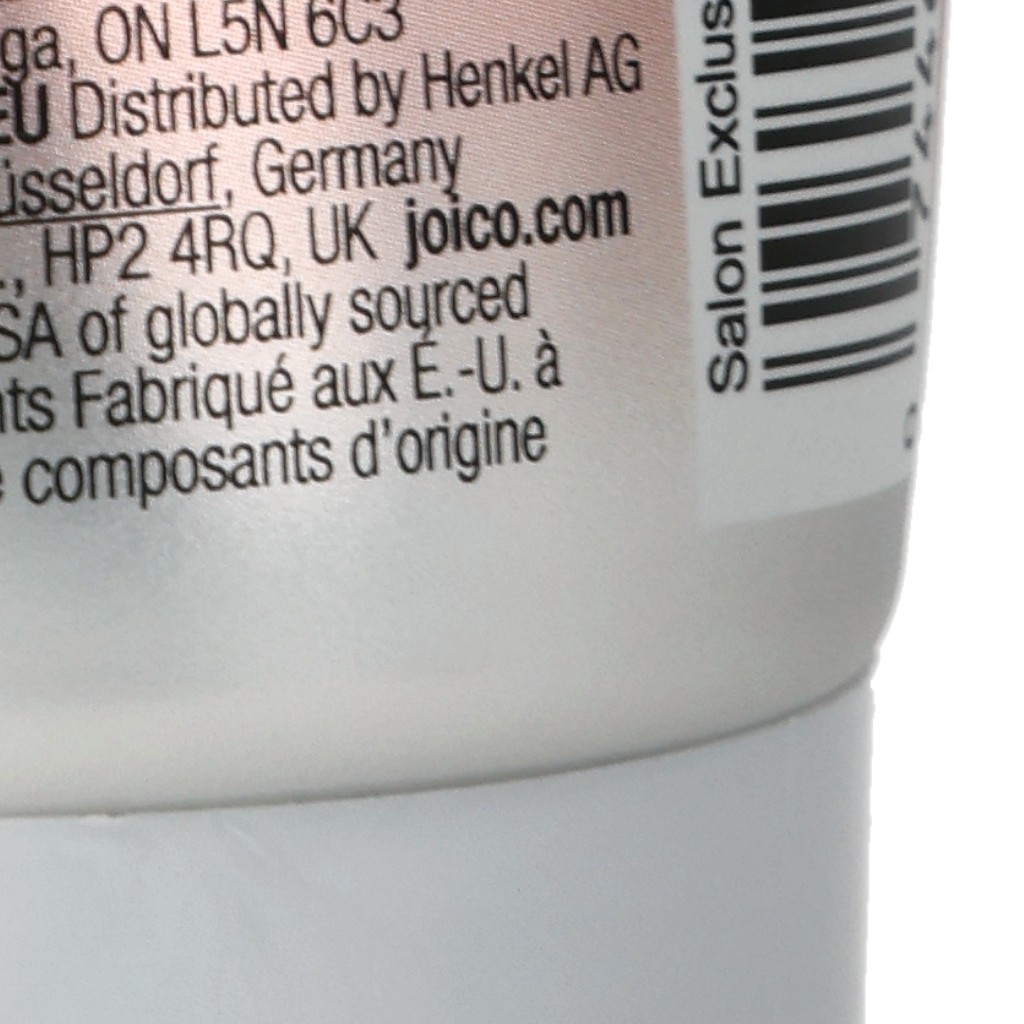 ga, ON L5N 6C3
EU Distributed by Henkel AG
üsseldorf, Germany
., HP2 4RQ, UK joico.com
SA of globally sourced
nts Fabriqué aux É.-U. à
e composants d'origine
Salon Exclus